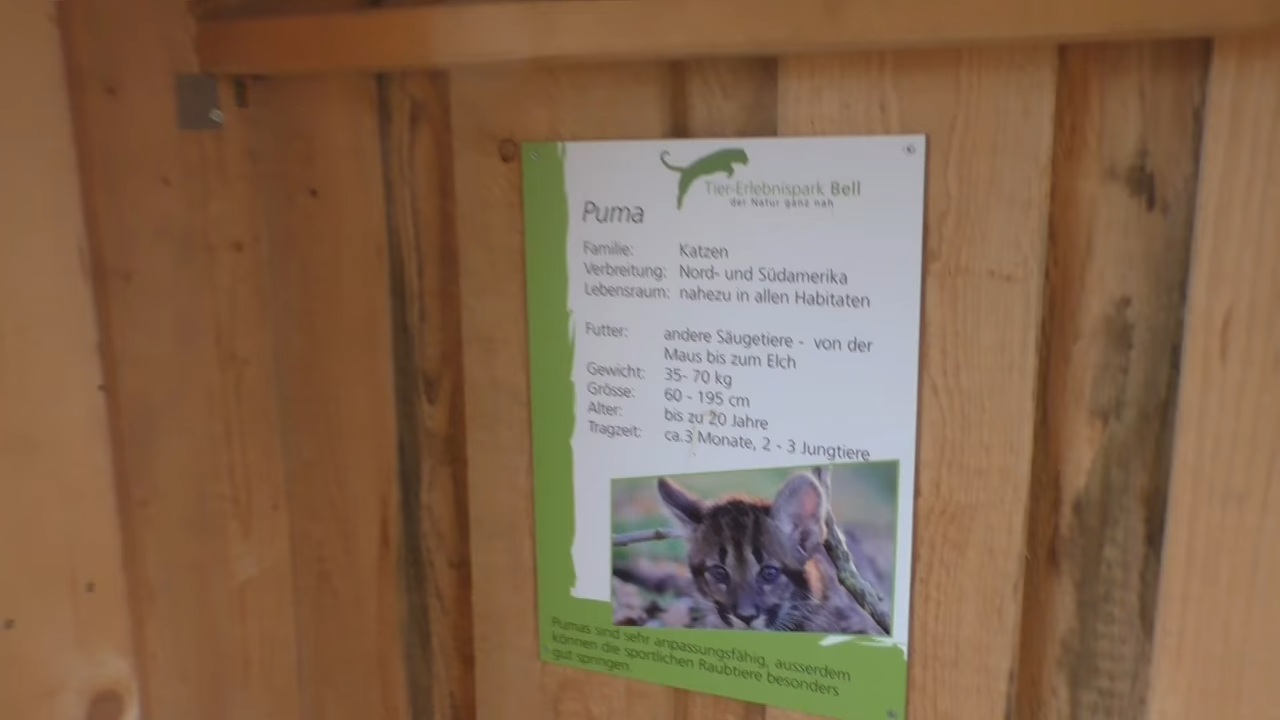 Tier-Erlebnispark Bell
der Natur ganz nah
Puma
Familie: Katzen
Verbreitung: Nord- und Südamerika
Lebensraum: nahezu in allen Habitaten
Futter: andere Säugetiere - von der
Maus bis zum Elch
Gewicht: 35- 70 kg
Grösse: 60 - 195 cm
Alter: bis zu 20 Jahre
Tragzeit: ca.3 Monate, 2 - 3 Jungtiere
Pumas sind sehr anpassungsfähig, ausserdem
können die sportlichen Raubtiere besonders
gut springen